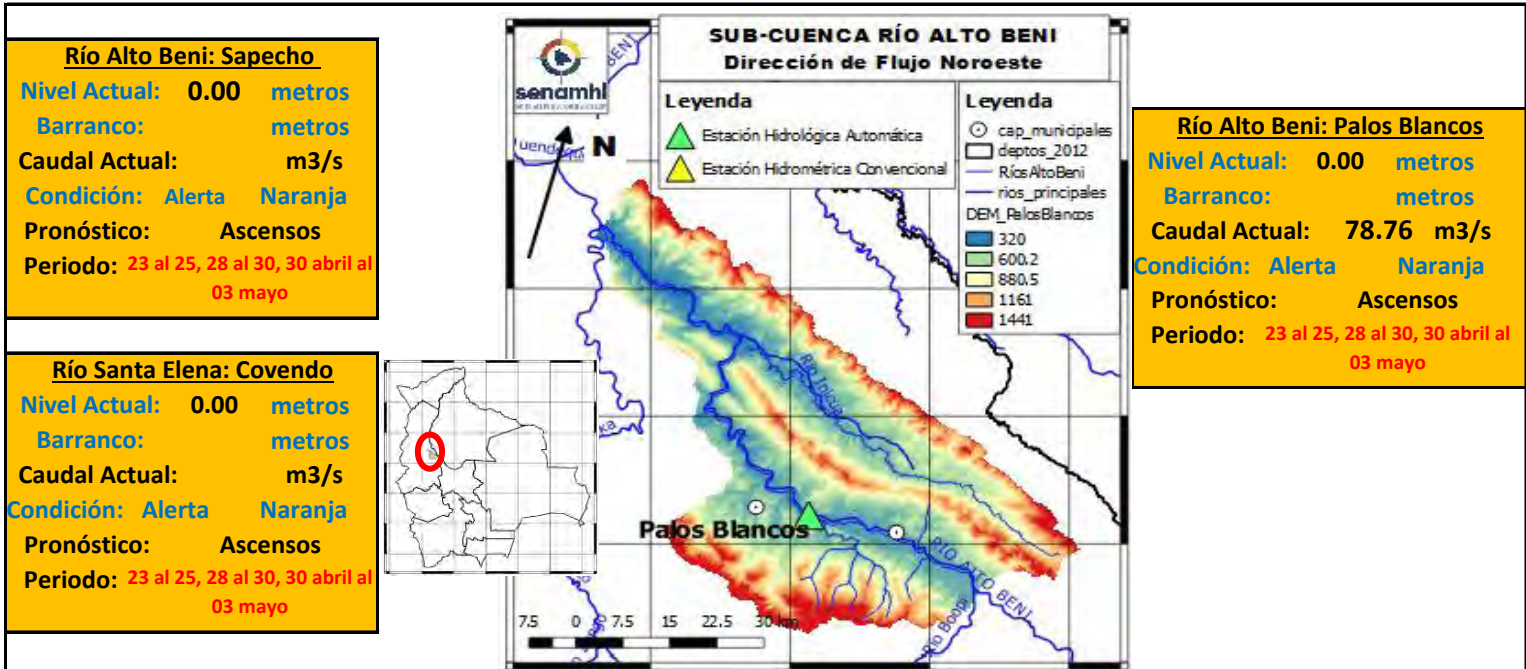 Río Alto Beni: Sapecho
Nivel Actual: 0.00 metros
Barranco: metros
Caudal Actual: m3/s
Condición: Alerta Naranja
Pronóstico: Ascensos
Periodo: 23 al 25, 28 al 30, 30 abril al
03 mayo
Río Santa Elena: Covendo
Nivel Actual: 0.00 metros
Barranco: metros
Caudal Actual: m3/s
Condición: Alerta Naranja
Pronóstico: Ascensos
Periodo: 23 al 25, 28 al 30, 30 abril al
03 mayo
SUB-CUENCA RÍO ALTO BENI
Dirección de Flujo Noroeste
senamhi
BENI
N
Leyenda
Estación Hidrológica Automática
Estación Hidrométrica Convencional
Leyenda
cap_municipales
deptos_2012
RíosAltoBeni
rios_principales
DEM_PalosBlancos
320
600.2
880.5
1161
1441
Río Inicua
Palos Blancos
RÍO ALTO BENI
Río Boopi
7.5 0 7.5 15 22.5 30 km
Río Alto Beni: Palos Blancos
Nivel Actual: 0.00 metros
Barranco: metros
Caudal Actual: 78.76 m3/s
Condición: Alerta Naranja
Pronóstico: Ascensos
Periodo: 23 al 25, 28 al 30, 30 abril al
03 mayo